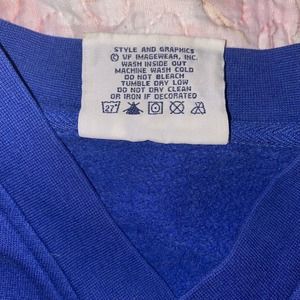 STYLE AND GRAPHICS
© VF IMAGEWEAR, INC.
WASH INSIDE OUT
MACHINE WASH COLD
DO NOT BLEACH
TUMBLE DRY LOW
DO NOT DRY CLEAN
OR IRON IF DECORATED
27